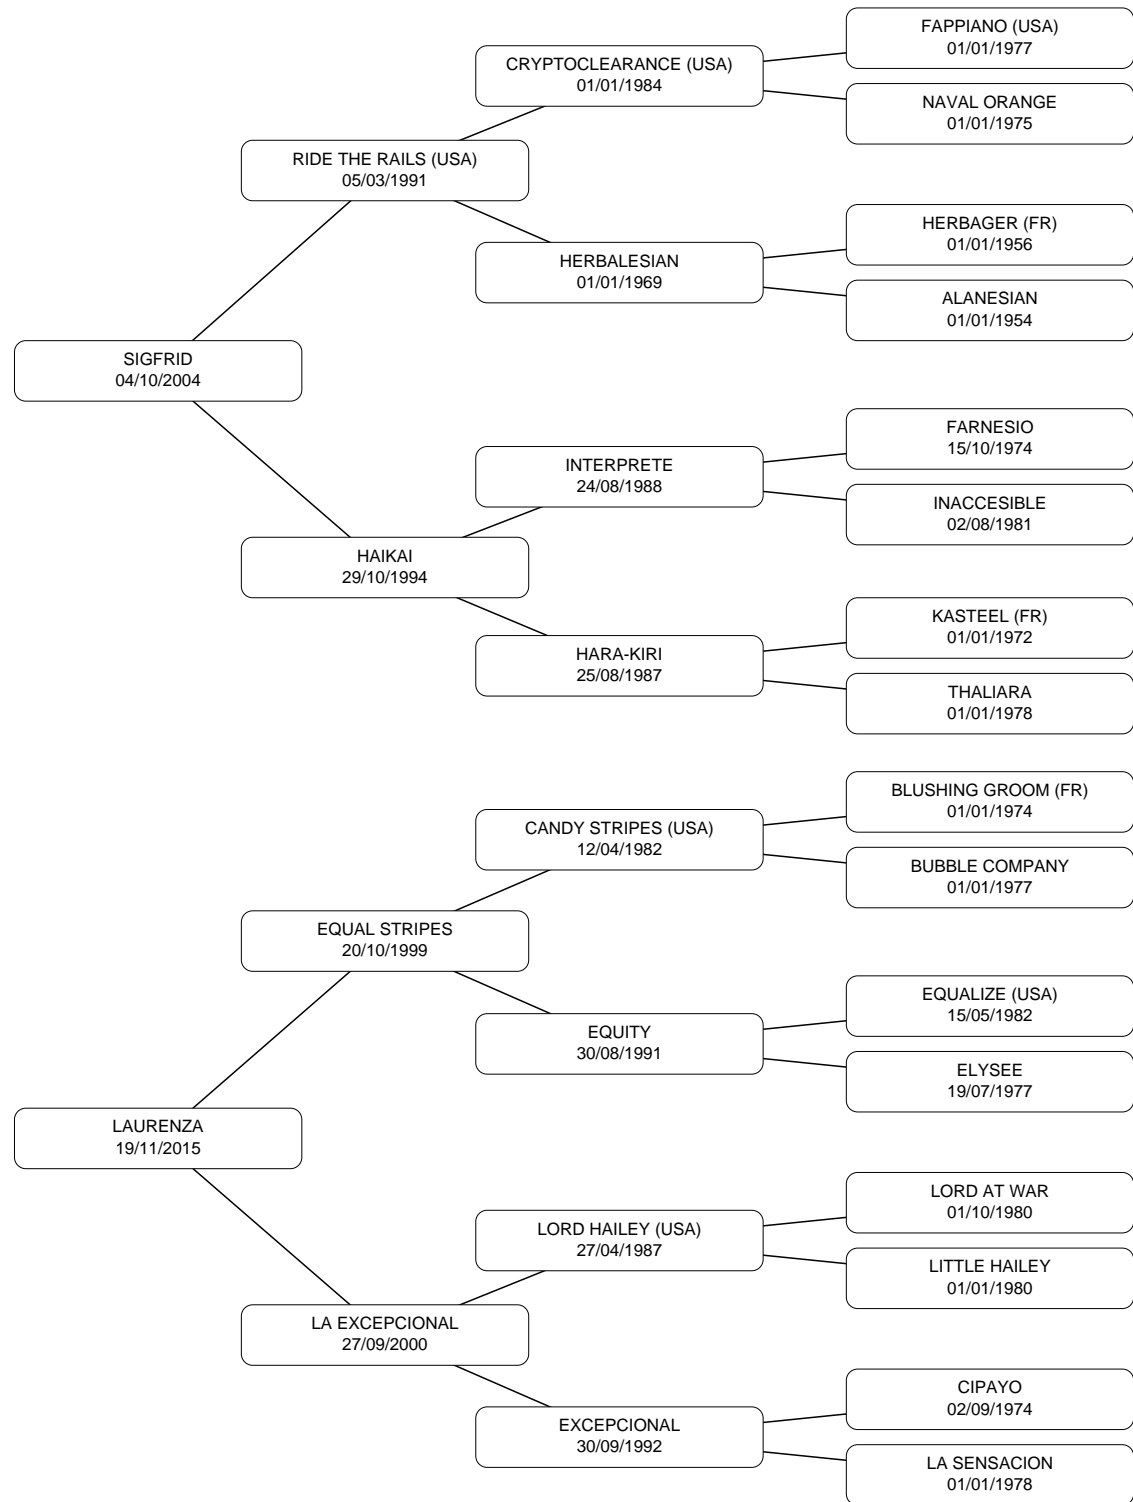 FAPPIANO (USA)
01/01/1977
CRYPTOCLEARANCE (USA)
01/01/1984
NAVAL ORANGE
01/01/1975
RIDE THE RAILS (USA)
05/03/1991
HERBAGER (FR)
01/01/1956
HERBALESIAN
01/01/1969
ALANESIAN
01/01/1954
SIGFRID
04/10/2004
FARNESIO
15/10/1974
INTERPRETE
24/08/1988
INACCESIBLE
02/08/1981
HAIKAI
29/10/1994
KASTEEL (FR)
01/01/1972
HARA-KIRI
25/08/1987
THALIARA
01/01/1978
BLUSHING GROOM (FR)
01/01/1974
CANDY STRIPES (USA)
12/04/1982
BUBBLE COMPANY
01/01/1977
EQUAL STRIPES
20/10/1999
EQUALIZE (USA)
15/05/1982
EQUITY
30/08/1991
ELYSEE
19/07/1977
LAURENZA
19/11/2015
LORD AT WAR
01/10/1980
LORD HAILEY (USA)
27/04/1987
LITTLE HAILEY
01/01/1980
LA EXCEPCIONAL
27/09/2000
CIPAYO
02/09/1974
EXCEPCIONAL
30/09/1992
LA SENSACION
01/01/1978